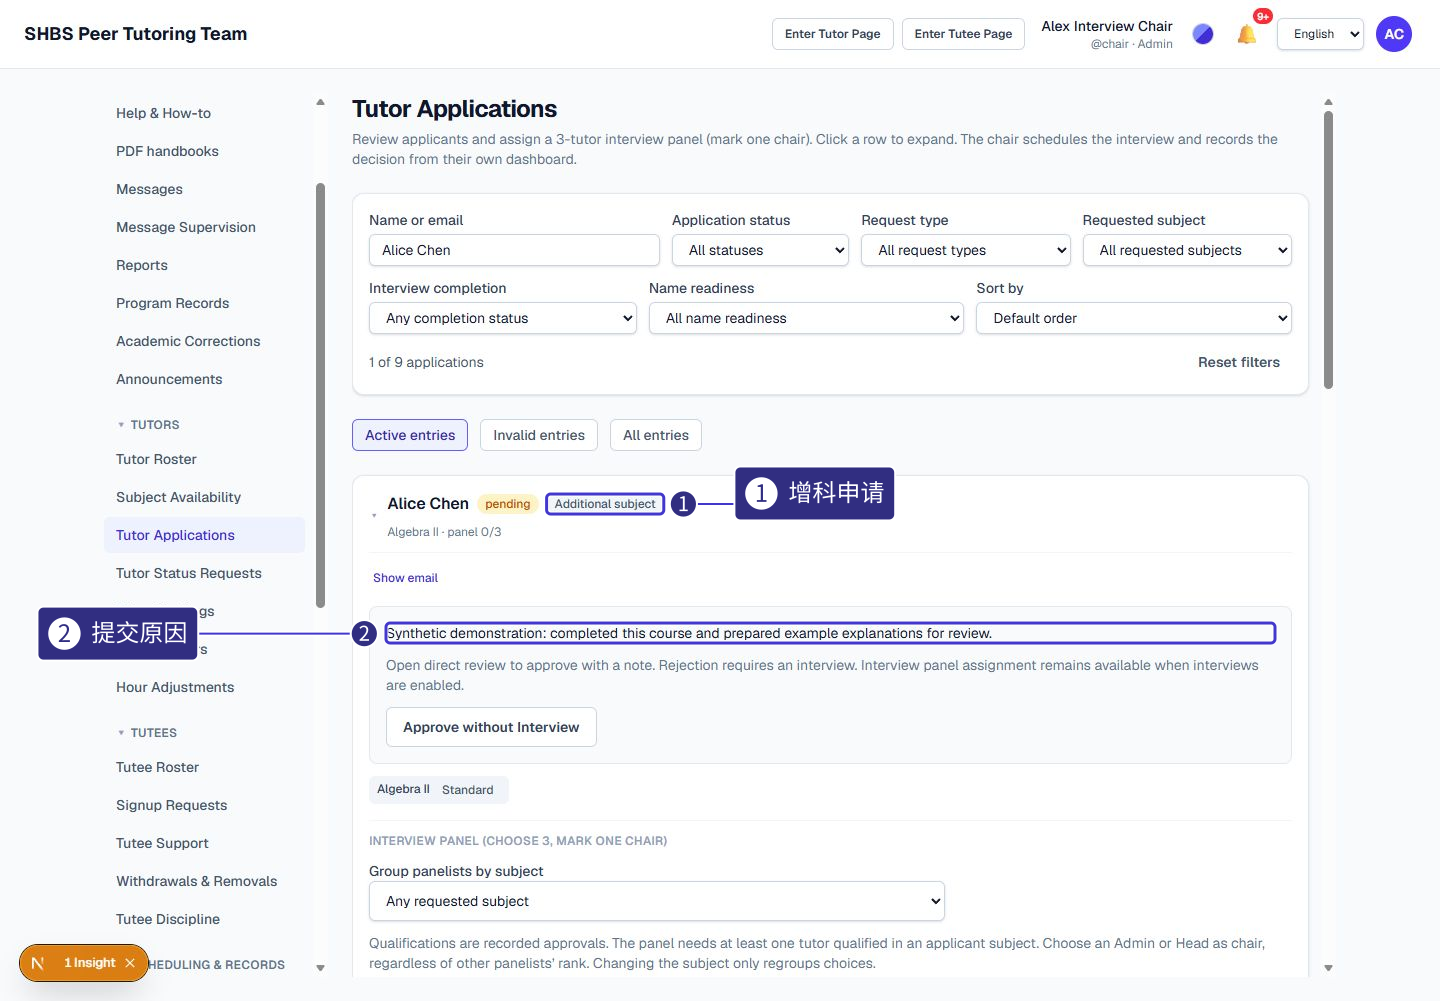 SHBS Peer Tutoring Team
Enter Tutor Page
Enter Tutee Page
Alex Interview Chair
@chair · Admin
9+
English
AC
Help & How-to
PDF handbooks
Messages
Message Supervision
Reports
Program Records
Academic Corrections
Announcements
TUTORS
Tutor Roster
Subject Availability
Tutor Applications
Tutor Status Requests
gs
s
Hour Adjustments
TUTEES
Tutee Roster
Signup Requests
Tutee Support
Withdrawals & Removals
Tutee Discipline
HEDULING & RECORDS
N 1 Insight
Tutor Applications
Review applicants and assign a 3-tutor interview panel (mark one chair). Click a row to expand. The chair schedules the interview and records the
decision from their own dashboard.
Name or email
Application status
Request type
Requested subject
Alice Chen
All statuses
All request types
All requested subjects
Interview completion
Name readiness
Sort by
Any completion status
All name readiness
Default order
1 of 9 applications
Reset filters
Active entries
Invalid entries
All entries
Alice Chen
pending
Additional subject
1
1 增科申请
Algebra II · panel 0/3
Show email
2 提交原因
2
Synthetic demonstration: completed this course and prepared example explanations for review.
Open direct review to approve with a note. Rejection requires an interview. Interview panel assignment remains available when interviews
are enabled.
Approve without Interview
Algebra II Standard
INTERVIEW PANEL (CHOOSE 3, MARK ONE CHAIR)
Group panelists by subject
Any requested subject
Qualifications are recorded approvals. The panel needs at least one tutor qualified in an applicant subject. Choose an Admin or Head as chair,
regardless of other panelists' rank. Changing the subject only regroups choices.